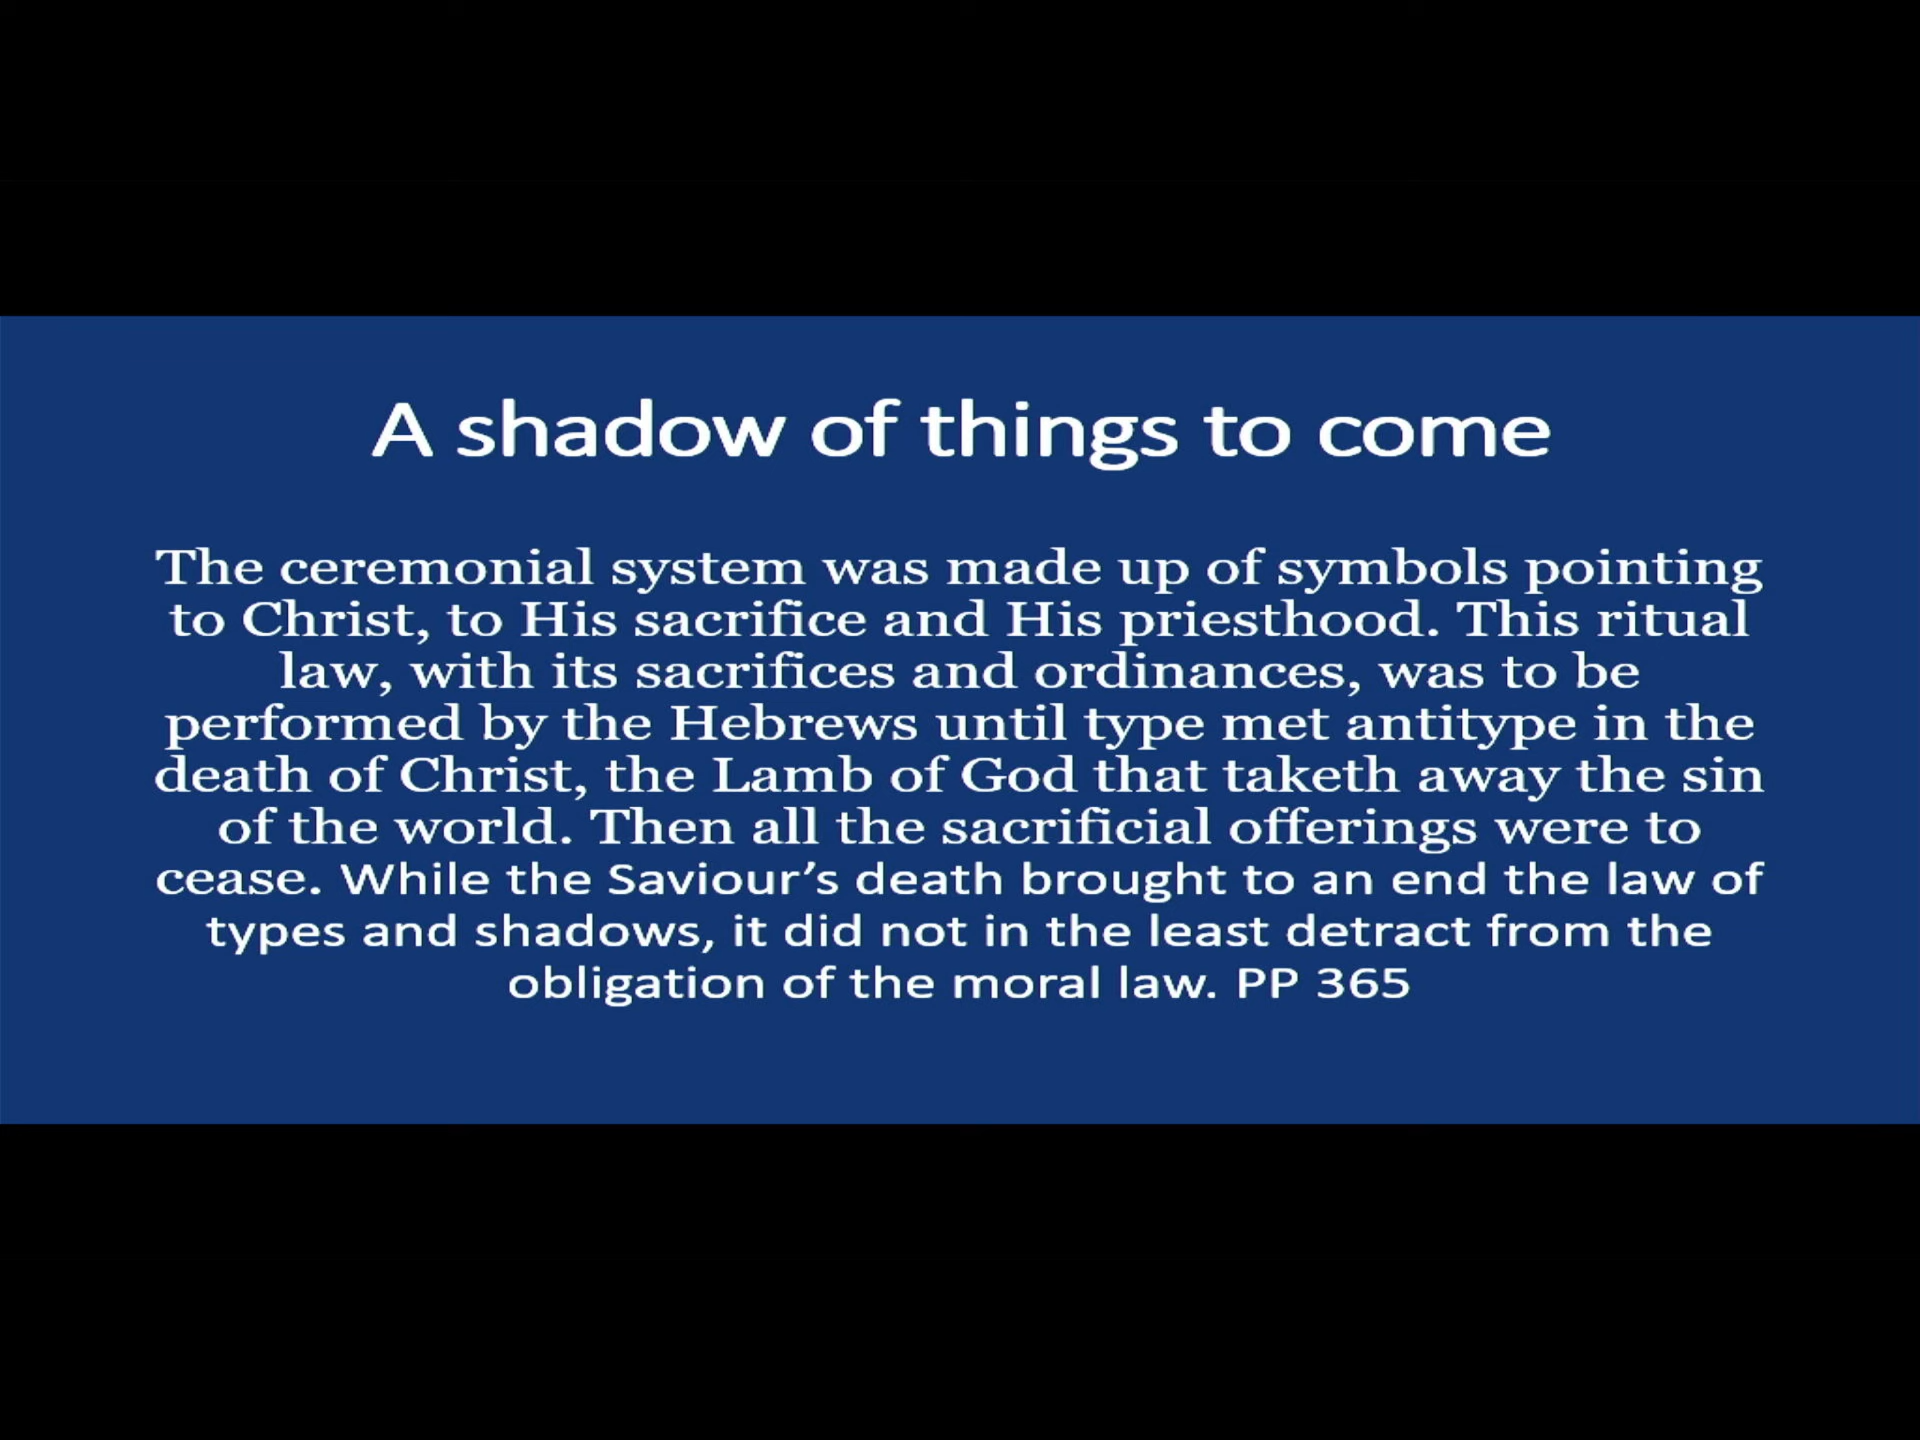 A shadow of things to come
The ceremonial system was made up of symbols pointing
to Christ, to His sacrifice and His priesthood. This ritual
law, with its sacrifices and ordinances, was to be
performed by the Hebrews until type met antitype in the
death of Christ, the Lamb of God that taketh away the sin
of the world. Then all the sacrificial offerings were to
cease. While the Saviour’s death brought to an end the law of
types and shadows, it did not in the least detract from the
obligation of the moral law. PP 365